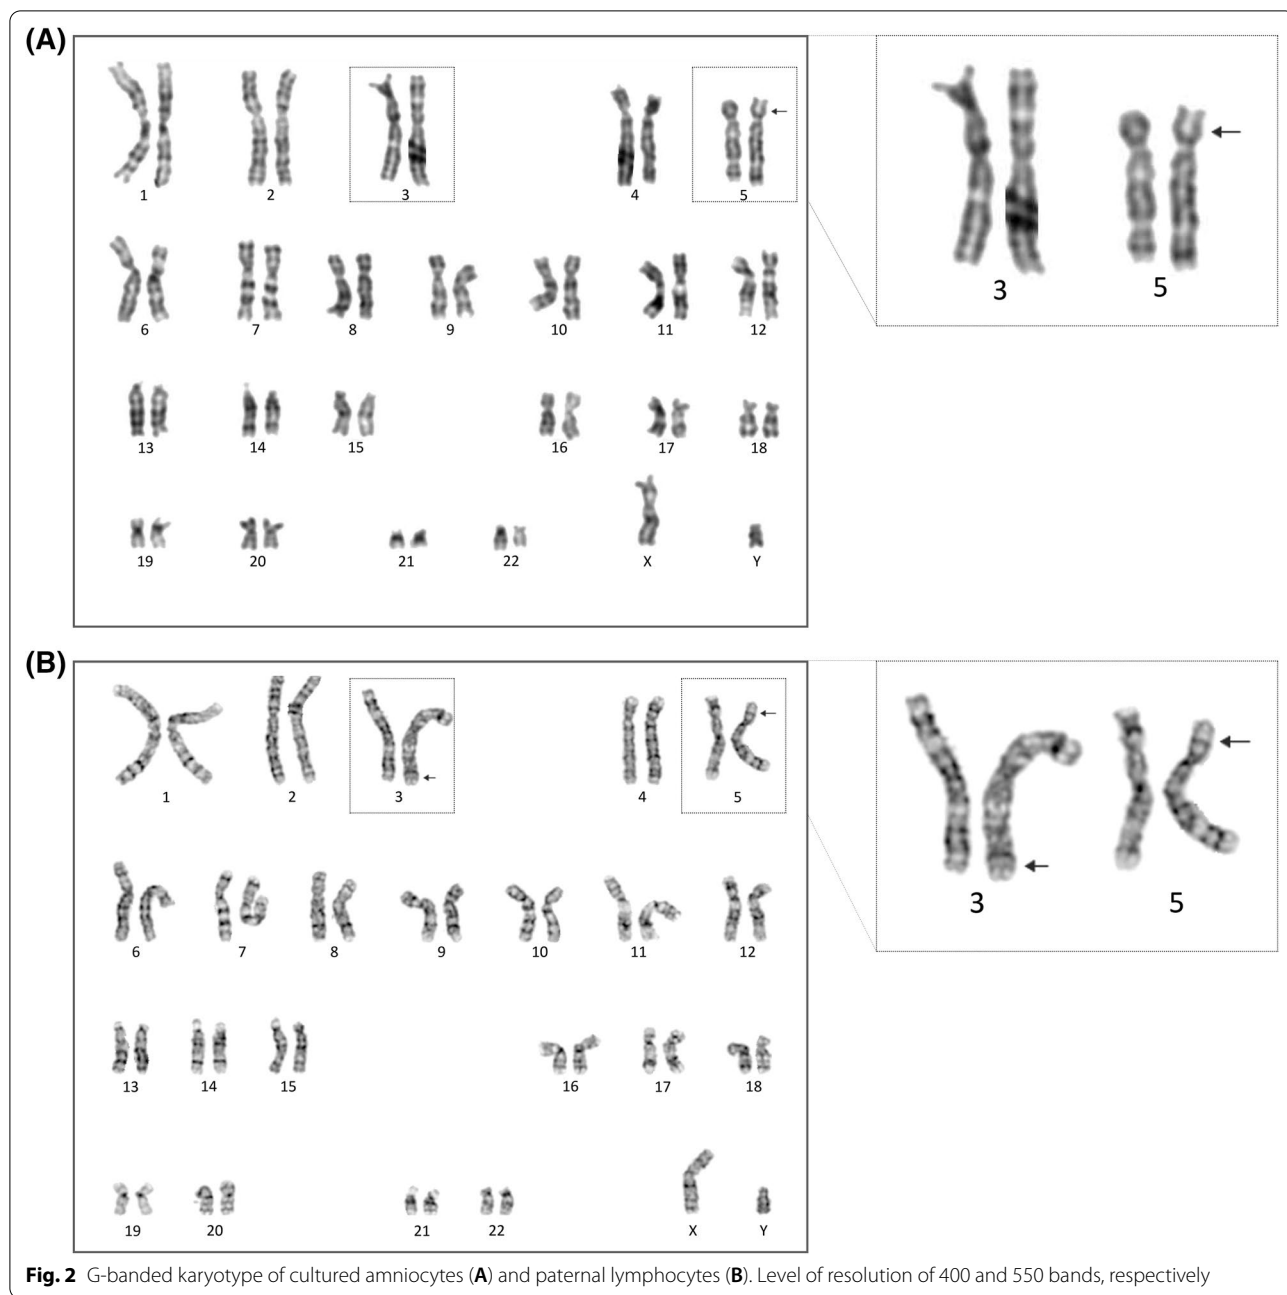 (A)
1 2 3 4 5
3 5
6 7 8 9 10 11 12
13 14 15 16 17 18
19 20 21 22 X Y
(B)
1 2 3 4 5
3 5
6 7 8 9 10 11 12
13 14 15 16 17 18
19 20 21 22 X Y
Fig. 2 G-banded karyotype of cultured amniocytes (A) and paternal lymphocytes (B). Level of resolution of 400 and 550 bands, respectively